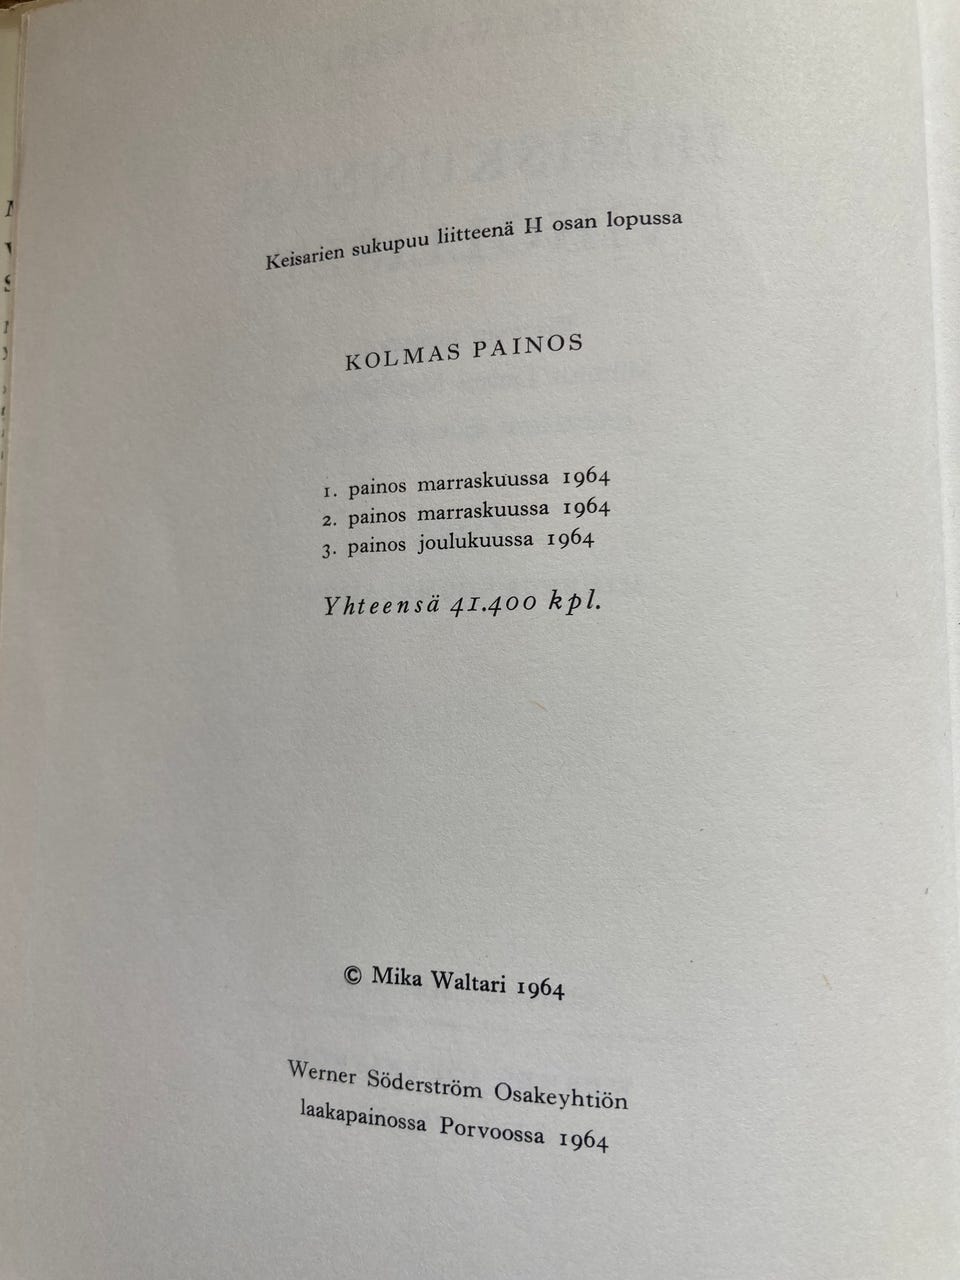 Keisarien sukupuu liitteenä II osan lopussa
KOLMAS PAINOS
1. painos marraskuussa 1964
2. painos marraskuussa 1964
3. painos joulukuussa 1964
Yhteensä 41.400 kpl.
© Mika Waltari 1964
Werner Söderström Osakeyhtiön
laakapainossa Porvoossa 1964